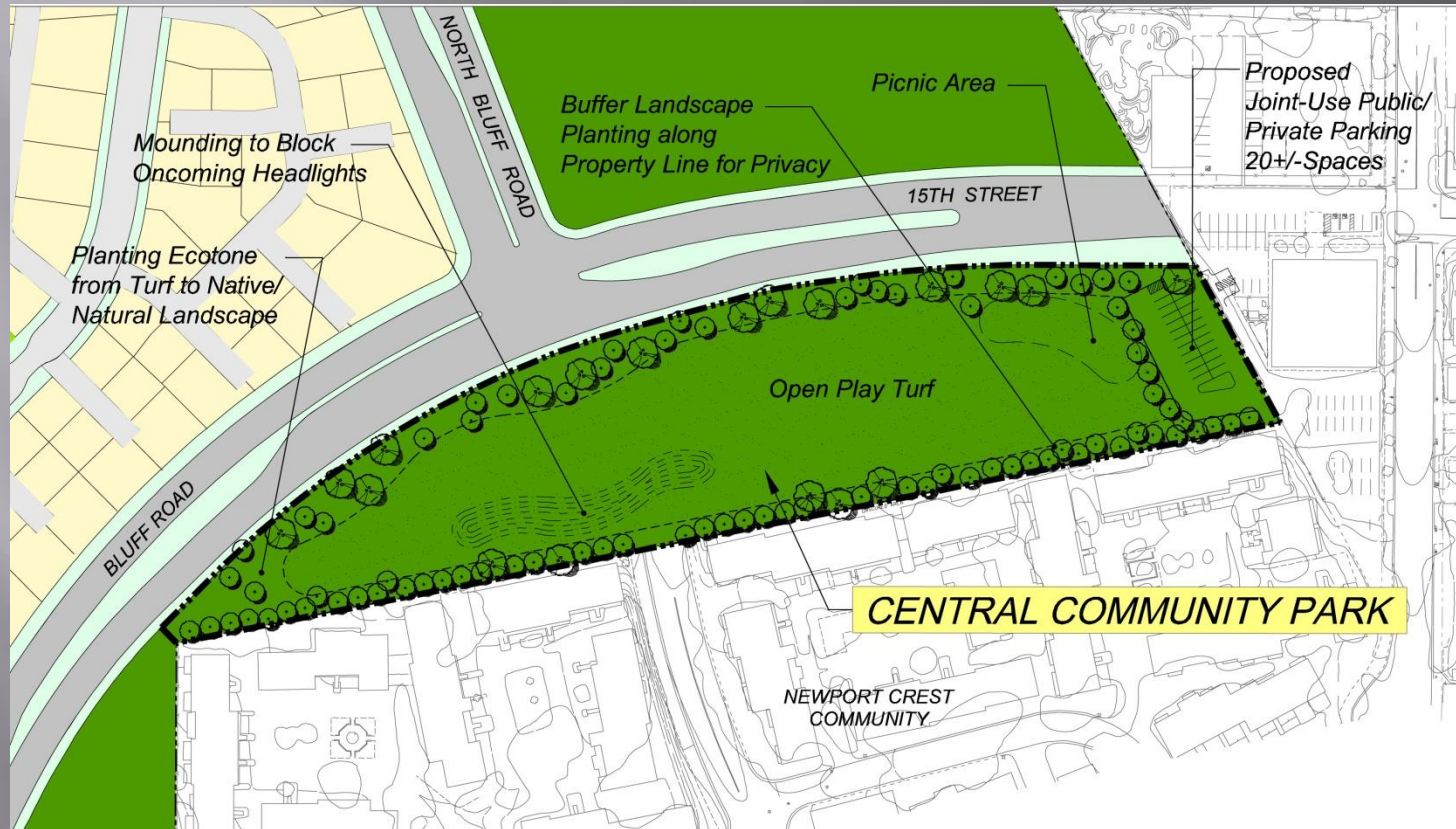 NORTH BLUFF ROAD
Mounding to Block
Oncoming Headlights
Buffer Landscape
Planting along
Property Line for Privacy
Picnic Area
Proposed
Joint-Use Public/
Private Parking
20+/-Spaces
15TH STREET
Planting Ecotone
from Turf to Native/
Natural Landscape
Open Play Turf
BLUFF ROAD
CENTRAL COMMUNITY PARK
NEWPORT CREST
COMMUNITY